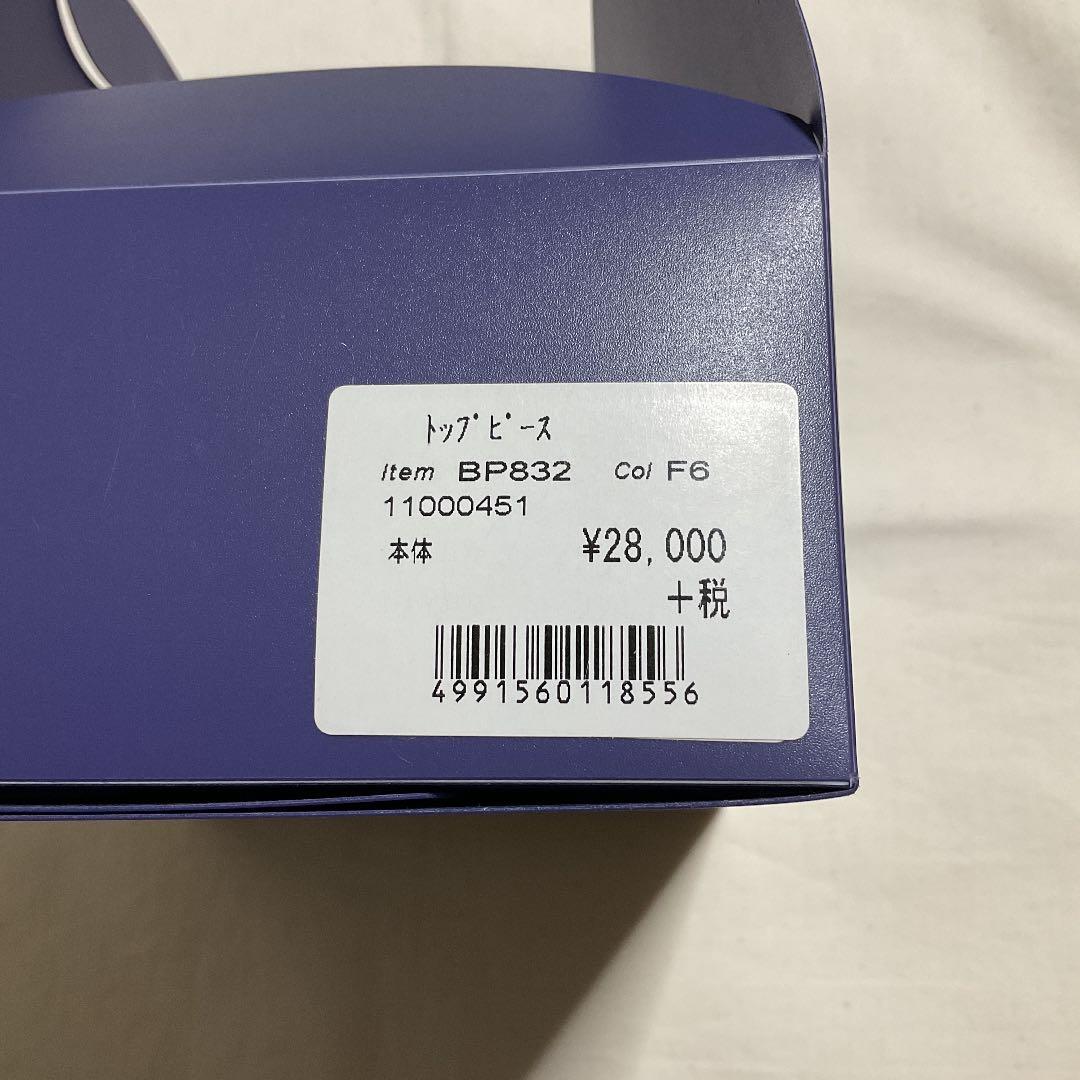 ﾄｯﾌﾟﾋﾟｰｽ
Item BP832 Col F6
11000451
本体 ¥28,000
+税
4991560118556